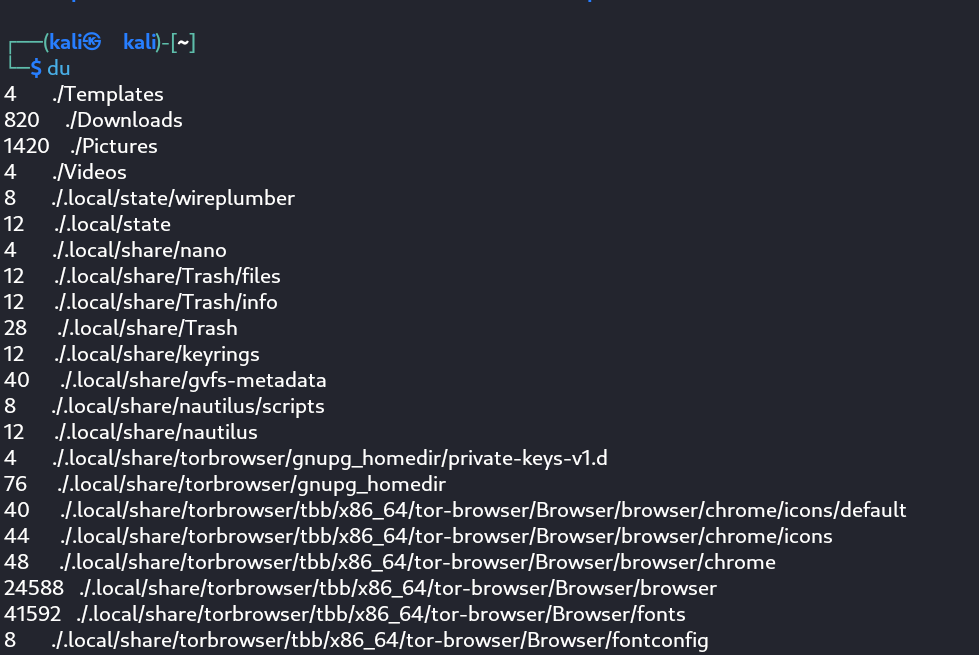 ┌──(kali㉿ kali)-[~]
└─$ du
4 ./Templates
820 ./Downloads
1420 ./Pictures
4 ./Videos
8 ./.local/state/wireplumber
12 ./.local/state
4 ./.local/share/nano
12 ./.local/share/Trash/files
12 ./.local/share/Trash/info
28 ./.local/share/Trash
12 ./.local/share/keyrings
40 ./.local/share/gvfs-metadata
8 ./.local/share/nautilus/scripts
12 ./.local/share/nautilus
4 ./.local/share/torbrowser/gnupg_homedir/private-keys-v1.d
76 ./.local/share/torbrowser/gnupg_homedir
40 ./.local/share/torbrowser/tbb/x86_64/tor-browser/Browser/browser/chrome/icons/default
44 ./.local/share/torbrowser/tbb/x86_64/tor-browser/Browser/browser/chrome/icons
48 ./.local/share/torbrowser/tbb/x86_64/tor-browser/Browser/browser/chrome
24588 ./.local/share/torbrowser/tbb/x86_64/tor-browser/Browser/browser
41592 ./.local/share/torbrowser/tbb/x86_64/tor-browser/Browser/fonts
8 ./.local/share/torbrowser/tbb/x86_64/tor-browser/Browser/fontconfig